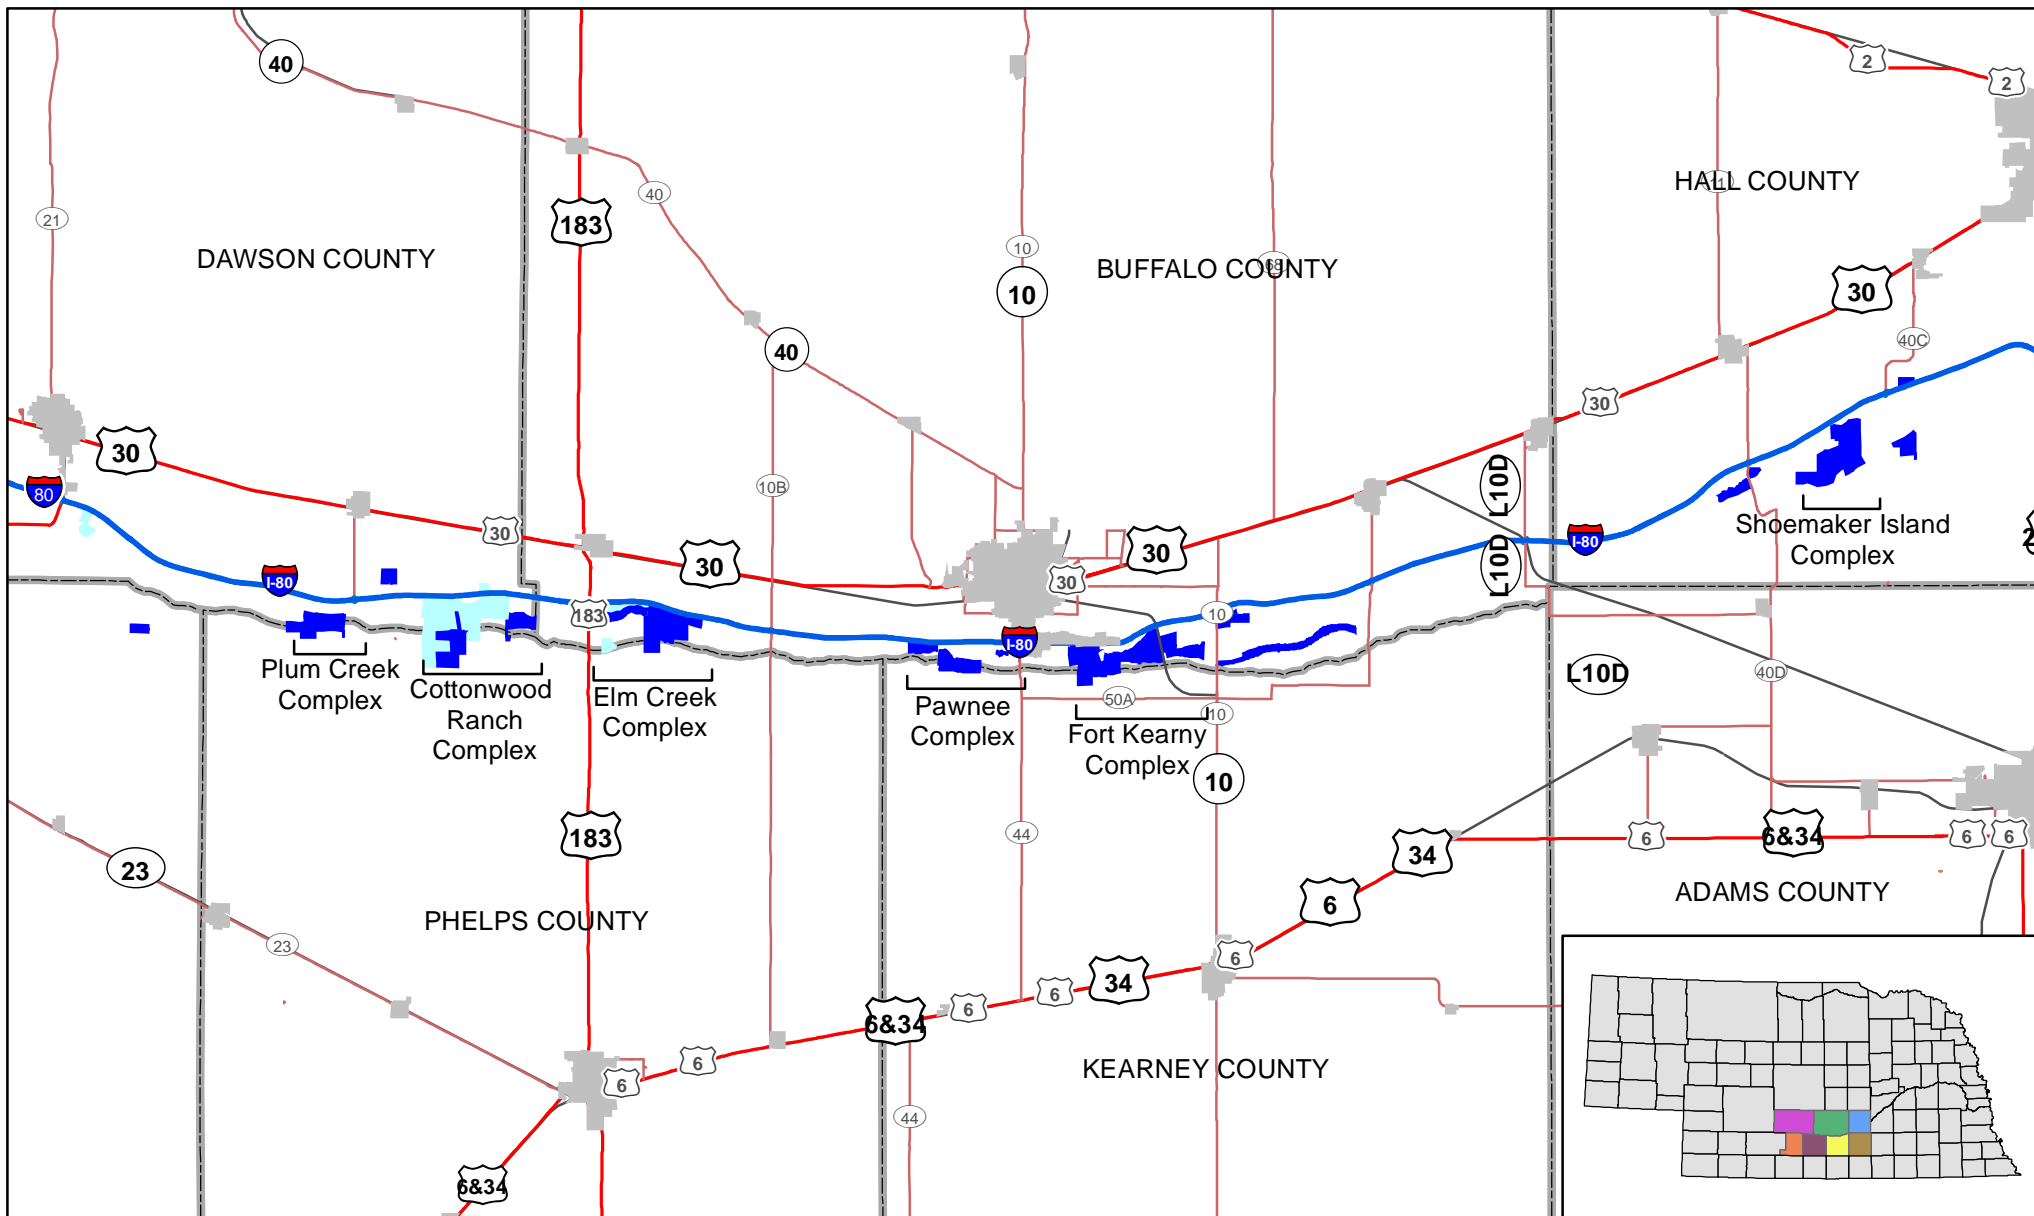 40
2
2
HALL COUNTY
11
40
21
183
DAWSON COUNTY
10
BUFFALO COUNTY
68
10
30
40
40C
30
30
10B
80
L10D
30
30
30
I-80
Shoemaker Island
Complex
I-80
30
L10D
2
183
10
I-80
Plum Creek
Complex
Cottonwood
Ranch
Complex
Elm Creek
Complex
Pawnee
Complex
50A
10
Fort Kearny
Complex
L10D
40D
10
183
44
34
6
6&34
6
6
23
6
ADAMS COUNTY
PHELPS COUNTY
23
6
34
6
6
6&34
6
6
KEARNEY COUNTY
44
6&34